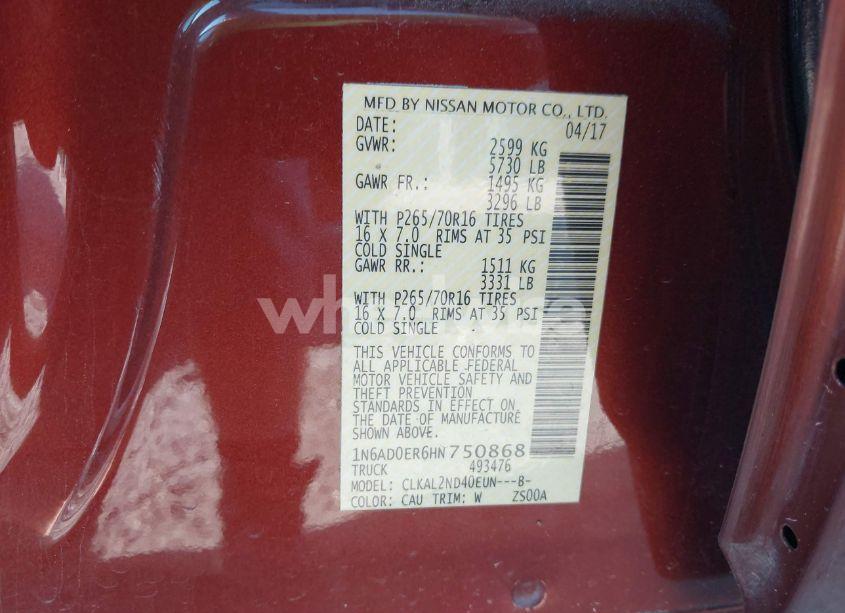 MFD BY NISSAN MOTOR CO., LTD.
DATE: 04/17
GVWR: 2599 KG
5730 LB
GAWR FR.: 1495 KG
3296 LB
WITH P265/70R16 TIRES
16 X 7.0 RIMS AT 35 PSI
COLD SINGLE
GAWR RR.: 1511 KG
3331 LB
WITH P265/70R16 TIRES
16 X 7.0 RIMS AT 35 PSI
COLD SINGLE
THIS VEHICLE CONFORMS TO
ALL APPLICABLE FEDERAL
MOTOR VEHICLE SAFETY AND
THEFT PREVENTION
STANDARDS IN EFFECT ON
THE DATE OF MANUFACTURE
SHOWN ABOVE.
1N6AD0ER6HN750868
TRUCK 493476
MODEL: CLKAL2ND40EUN---B-
COLOR: CAU TRIM: W ZS00A